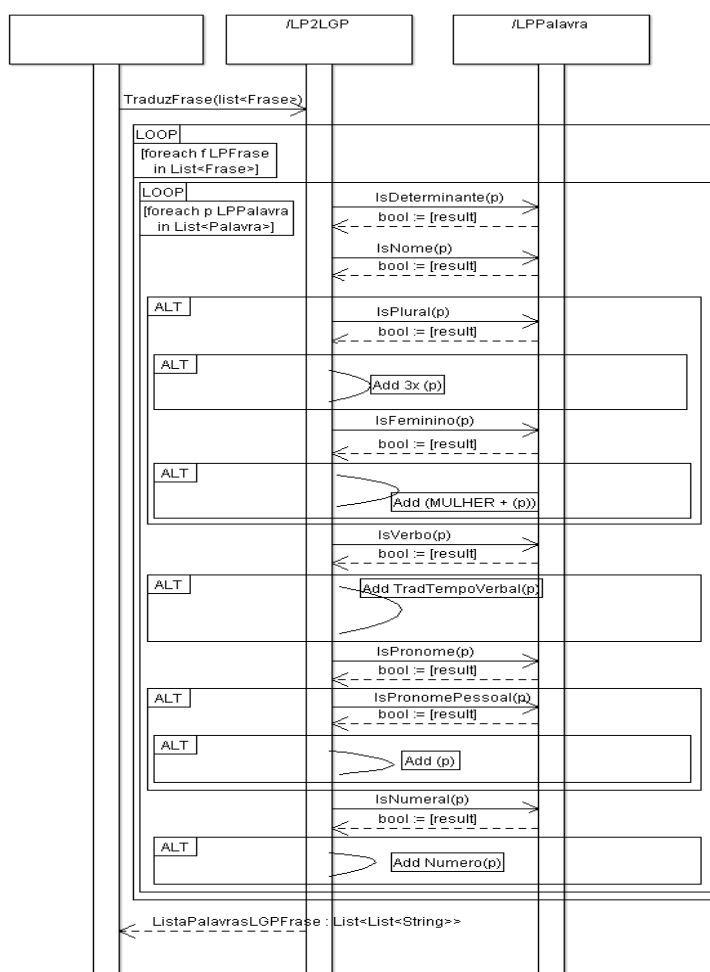 /LP2LGP
/LPPalavra
TraduzFrase(list<Frase>)
LOOP
[foreach f LPFrase
in List<Frase>]
LOOP
[foreach p LPPalavra
in List<Palavra>]
IsDeterminante(p)
bool := [result]
IsNome(p)
bool := [result]
ALT
IsPlural(p)
bool := [result]
ALT
Add 3x (p)
IsFeminino(p)
bool := [result]
ALT
Add (MULHER + (p))
IsVerbo(p)
bool := [result]
ALT
Add TradTempoVerbal(p)
IsPronome(p)
bool := [result]
ALT
IsPronomePessoal(p)
bool := [result]
ALT
Add (p)
IsNumeral(p)
bool := [result]
ALT
Add Numero(p)
ListaPalavrasLGPFrase : List<List<String>>